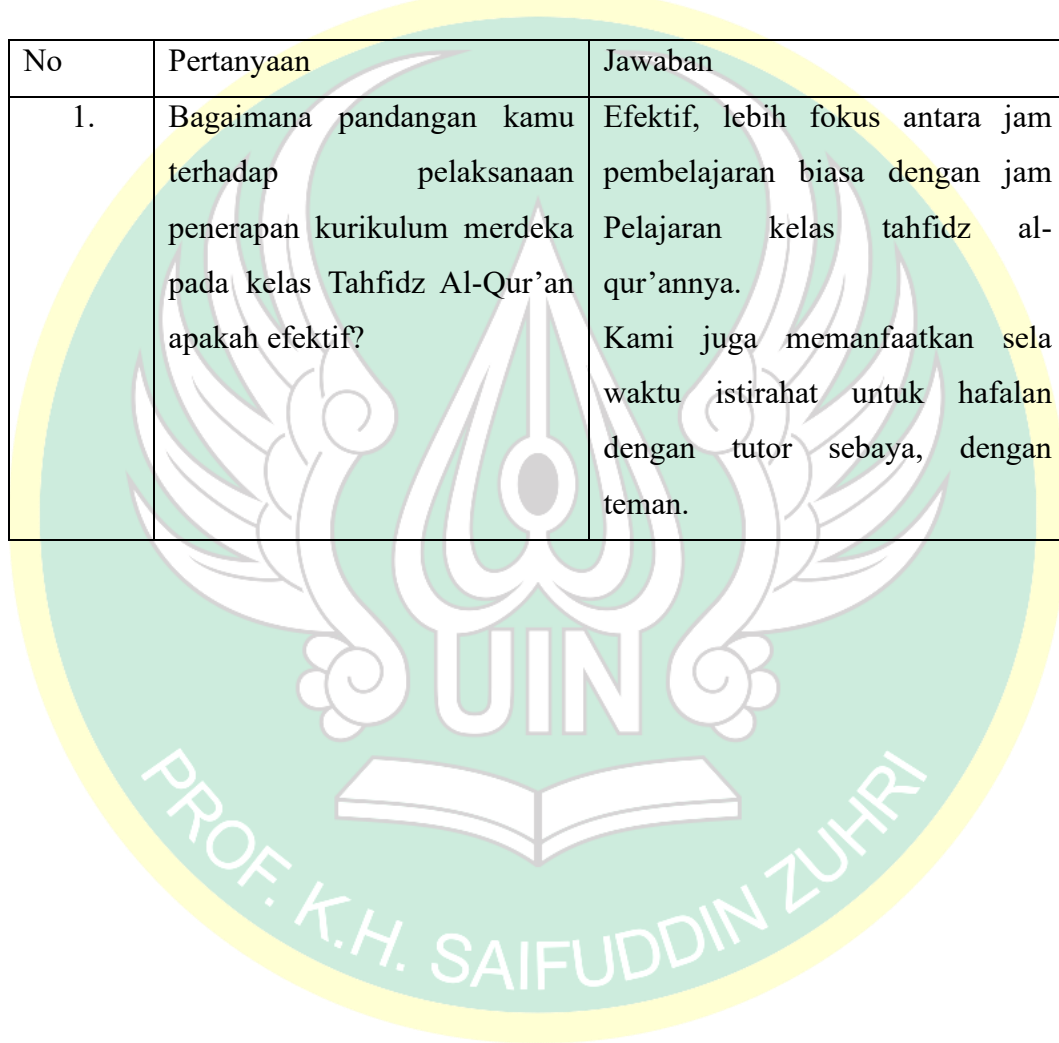 No Pertanyaan Jawaban
1. Bagaimana pandangan kamu
terhadap pelaksanaan
penerapan kurikulum merdeka
pada kelas Tahfidz Al-Qur’an
apakah efektif?
Efektif, lebih fokus antara jam
pembelajaran biasa dengan jam
Pelajaran kelas tahfidz al-
qur’annya.
Kami juga memanfaatkan sela
waktu istirahat untuk hafalan
dengan tutor sebaya, dengan
teman.
UIN
PROF. K.H. SAIFUDDIN ZUHRI